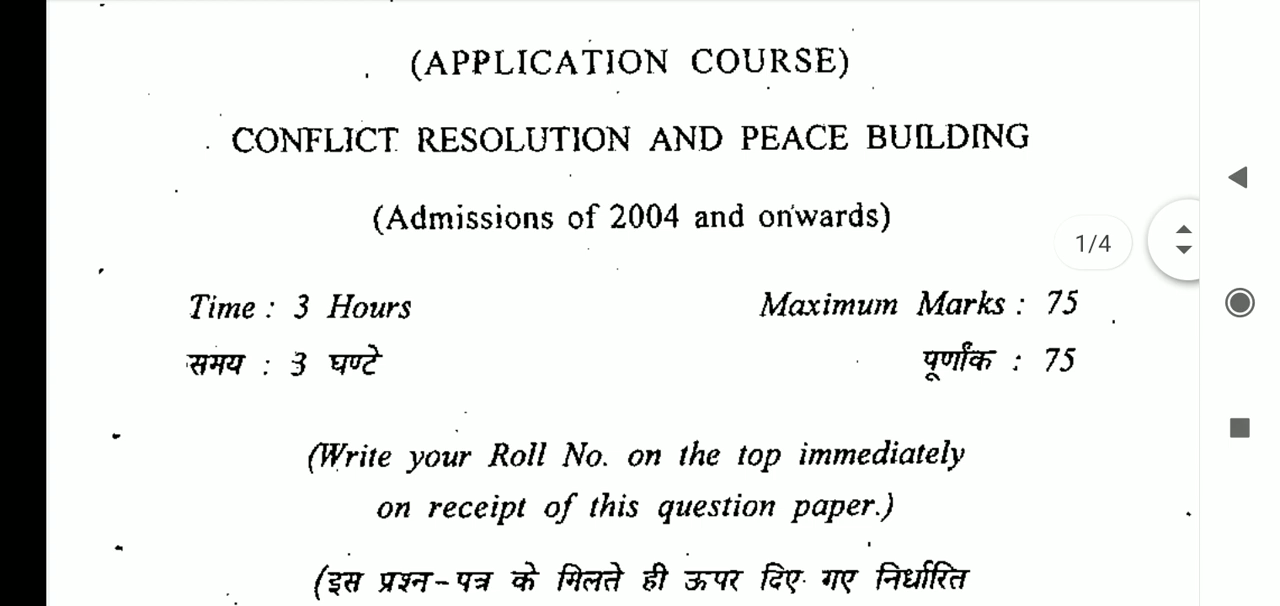 (APPLICATION COURSE)
CONFLICT RESOLUTION AND PEACE BUILDING
(Admissions of 2004 and onwards)
1/4
Time : 3 Hours Maximum Marks : 75
समय : 3 घण्टे पूर्णांक : 75
(Write your Roll No. on the top immediately
on receipt of this question paper.)
(इस प्रश्न-पत्र के मिलते ही ऊपर दिए गए निर्धारित